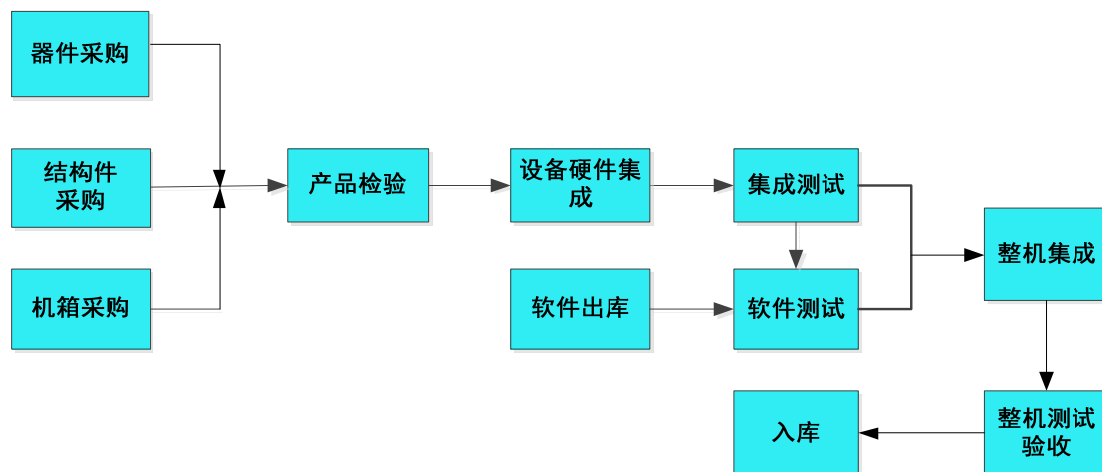 器件采购
结构件
采购
机箱采购
产品检验
设备硬件集
成
软件出库
集成测试
软件测试
整机集成
整机测试
验收
入库